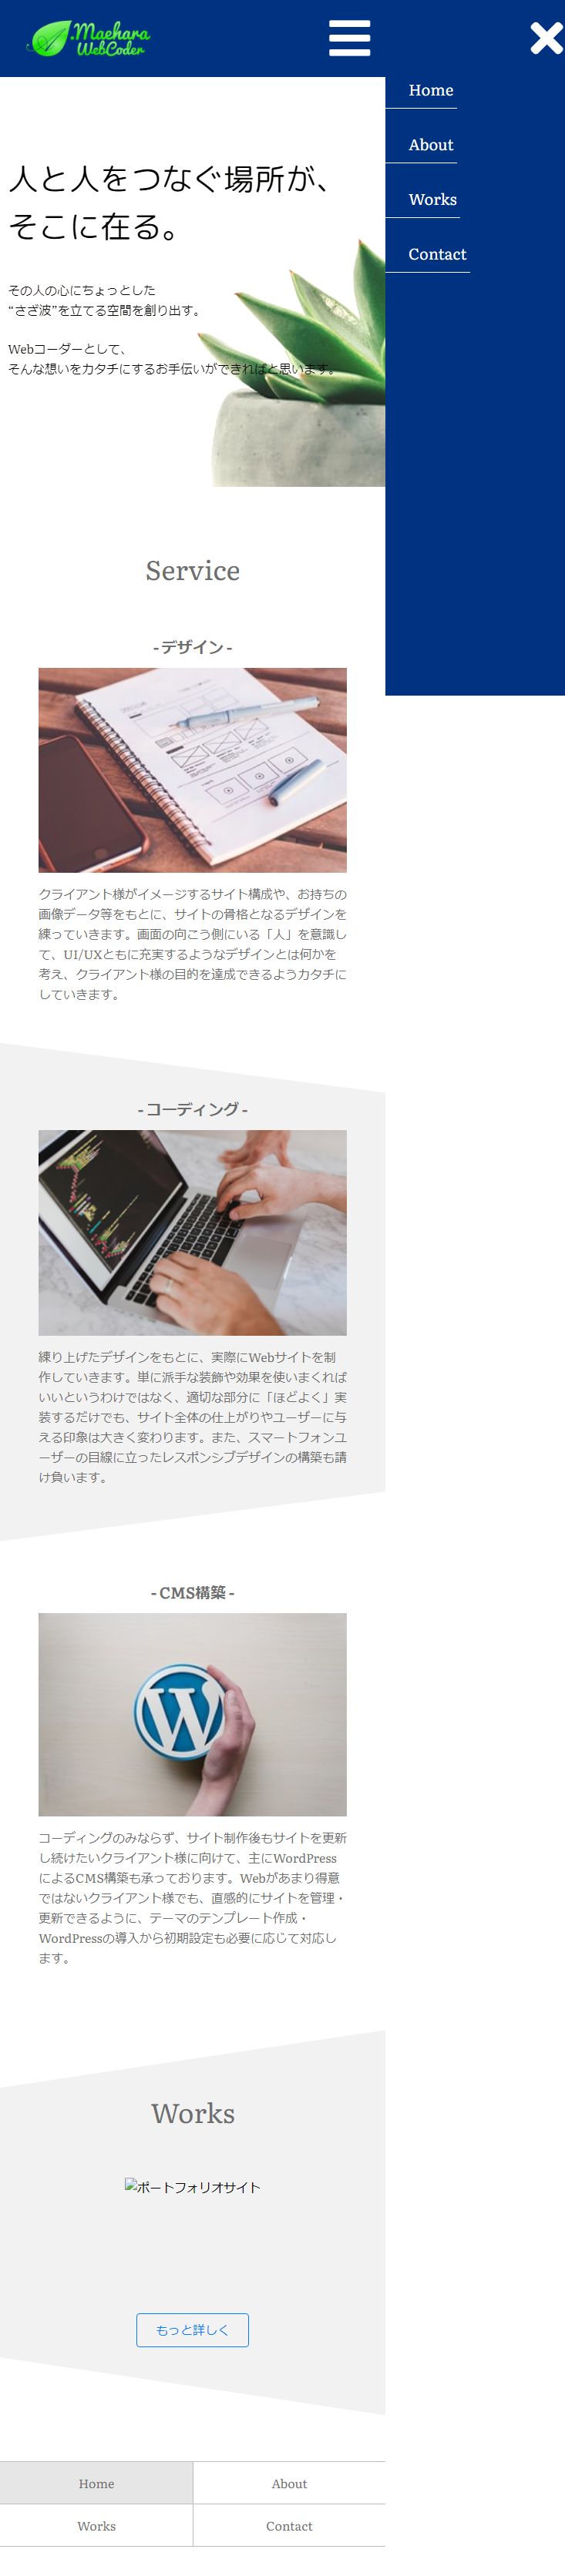 .Maehara
WebCoder
Home
About
Works
Contact
人と人をつなぐ場所が、
そこに在る。
その人の心にちょっとした
“さざ波”を立てる空間を創り出す。
Webコーダーとして、
そんな想いをカタチにするお手伝いができればと思います。
Service
- デザイン -
クライアント様がイメージするサイト構成や、お持ちの
画像データ等をもとに、サイトの骨格となるデザインを
練っていきます。画面の向こう側にいる「人」を意識し
て、UI/UXともに充実するようなデザインとは何かを
考え、クライアント様の目的を達成できるようカタチに
していきます。
- コーディング -
練り上げたデザインをもとに、実際にWebサイトを制
作していきます。単に派手な装飾や効果を使いまくれば
いいというわけではなく、適切な部分に「ほどよく」実
装するだけでも、サイト全体の仕上がりやユーザーに与
える印象は大きく変わります。また、スマートフォンユ
ーザーの目線に立ったレスポンシブデザインの構築も請
け負います。
- CMS構築 -
コーディングのみならず、サイト制作後もサイトを更新
し続けたいクライアント様に向けて、主にWordPress
によるCMS構築も承っております。Webがあまり得意
ではないクライアント様でも、直感的にサイトを管理・
更新できるように、テーマのテンプレート作成・
WordPressの導入から初期設定も必要に応じて対応し
ます。
Works
ポートフォリオサイト
もっと詳しく
Home
About
Works
Contact